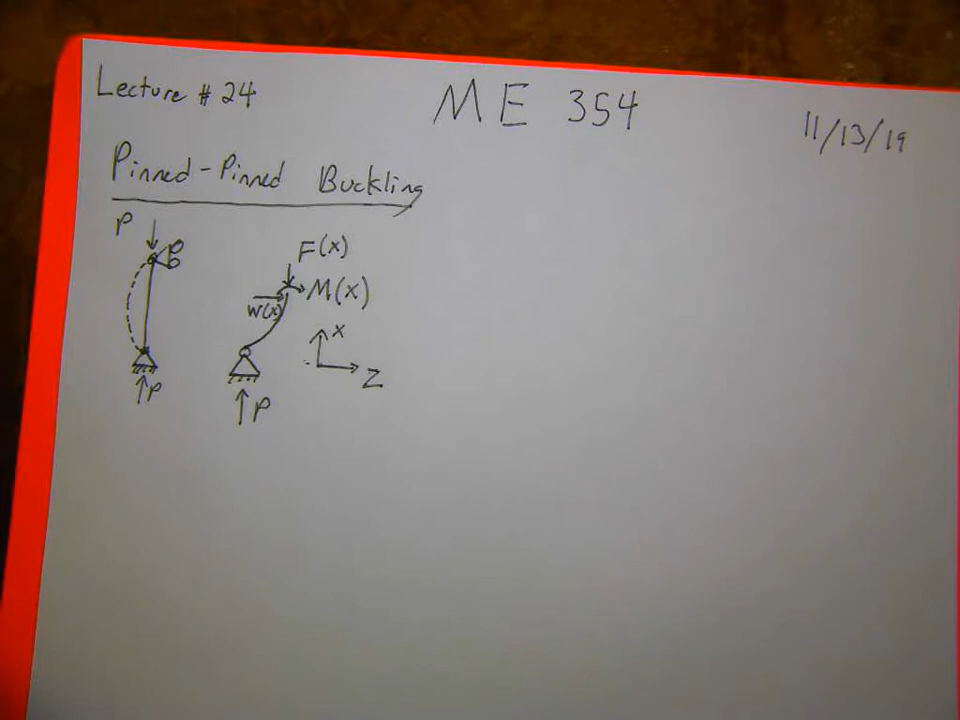 Lecture # 24
ME 354
11/13/19
Pinned-Pinned Buckling
P
F(x)
M(x)
w(x)
x
z
P
P